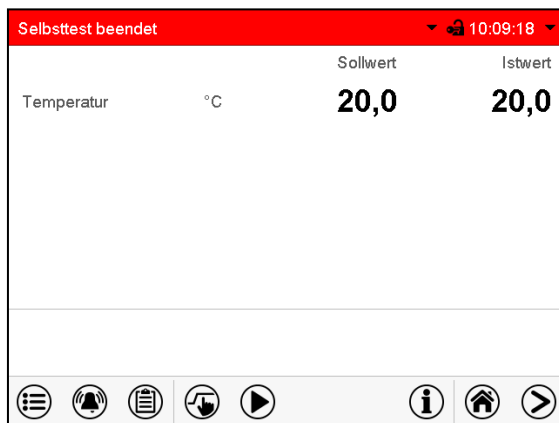 Selbsttest beendet 10:09:18
Sollwert Istwert
Temperatur °C 20,0 20,0